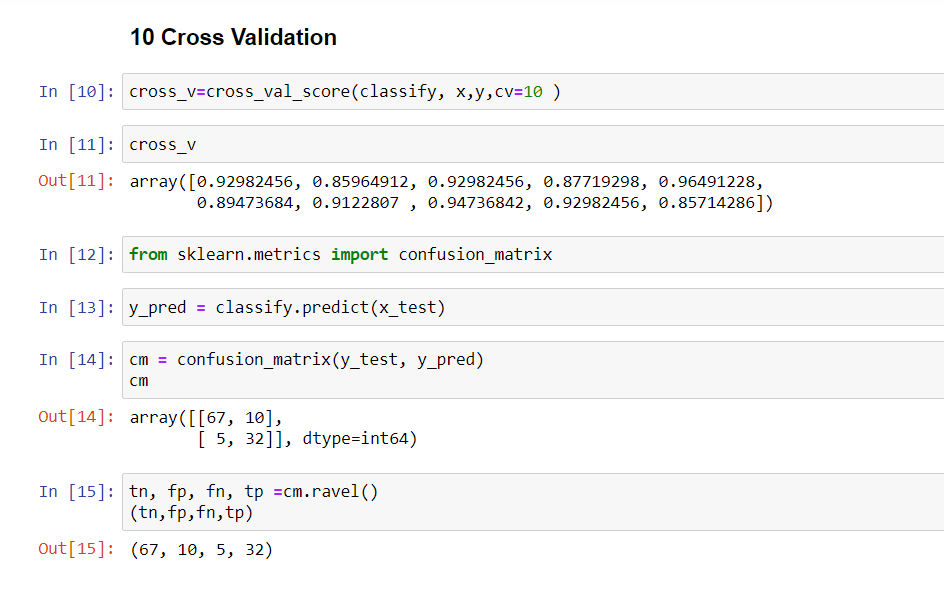 10 Cross Validation
In [10]: cross_v=cross_val_score(classify, x,y,cv=10 )
In [11]: cross_v
Out[11]: array([0.92982456, 0.85964912, 0.92982456, 0.87719298, 0.96491228,
0.89473684, 0.9122807 , 0.94736842, 0.92982456, 0.85714286])
In [12]: from sklearn.metrics import confusion_matrix
In [13]: y_pred = classify.predict(x_test)
In [14]: cm = confusion_matrix(y_test, y_pred)
cm
Out[14]: array([[67, 10],
[ 5, 32]], dtype=int64)
In [15]: tn, fp, fn, tp =cm.ravel()
(tn,fp,fn,tp)
Out[15]: (67, 10, 5, 32)